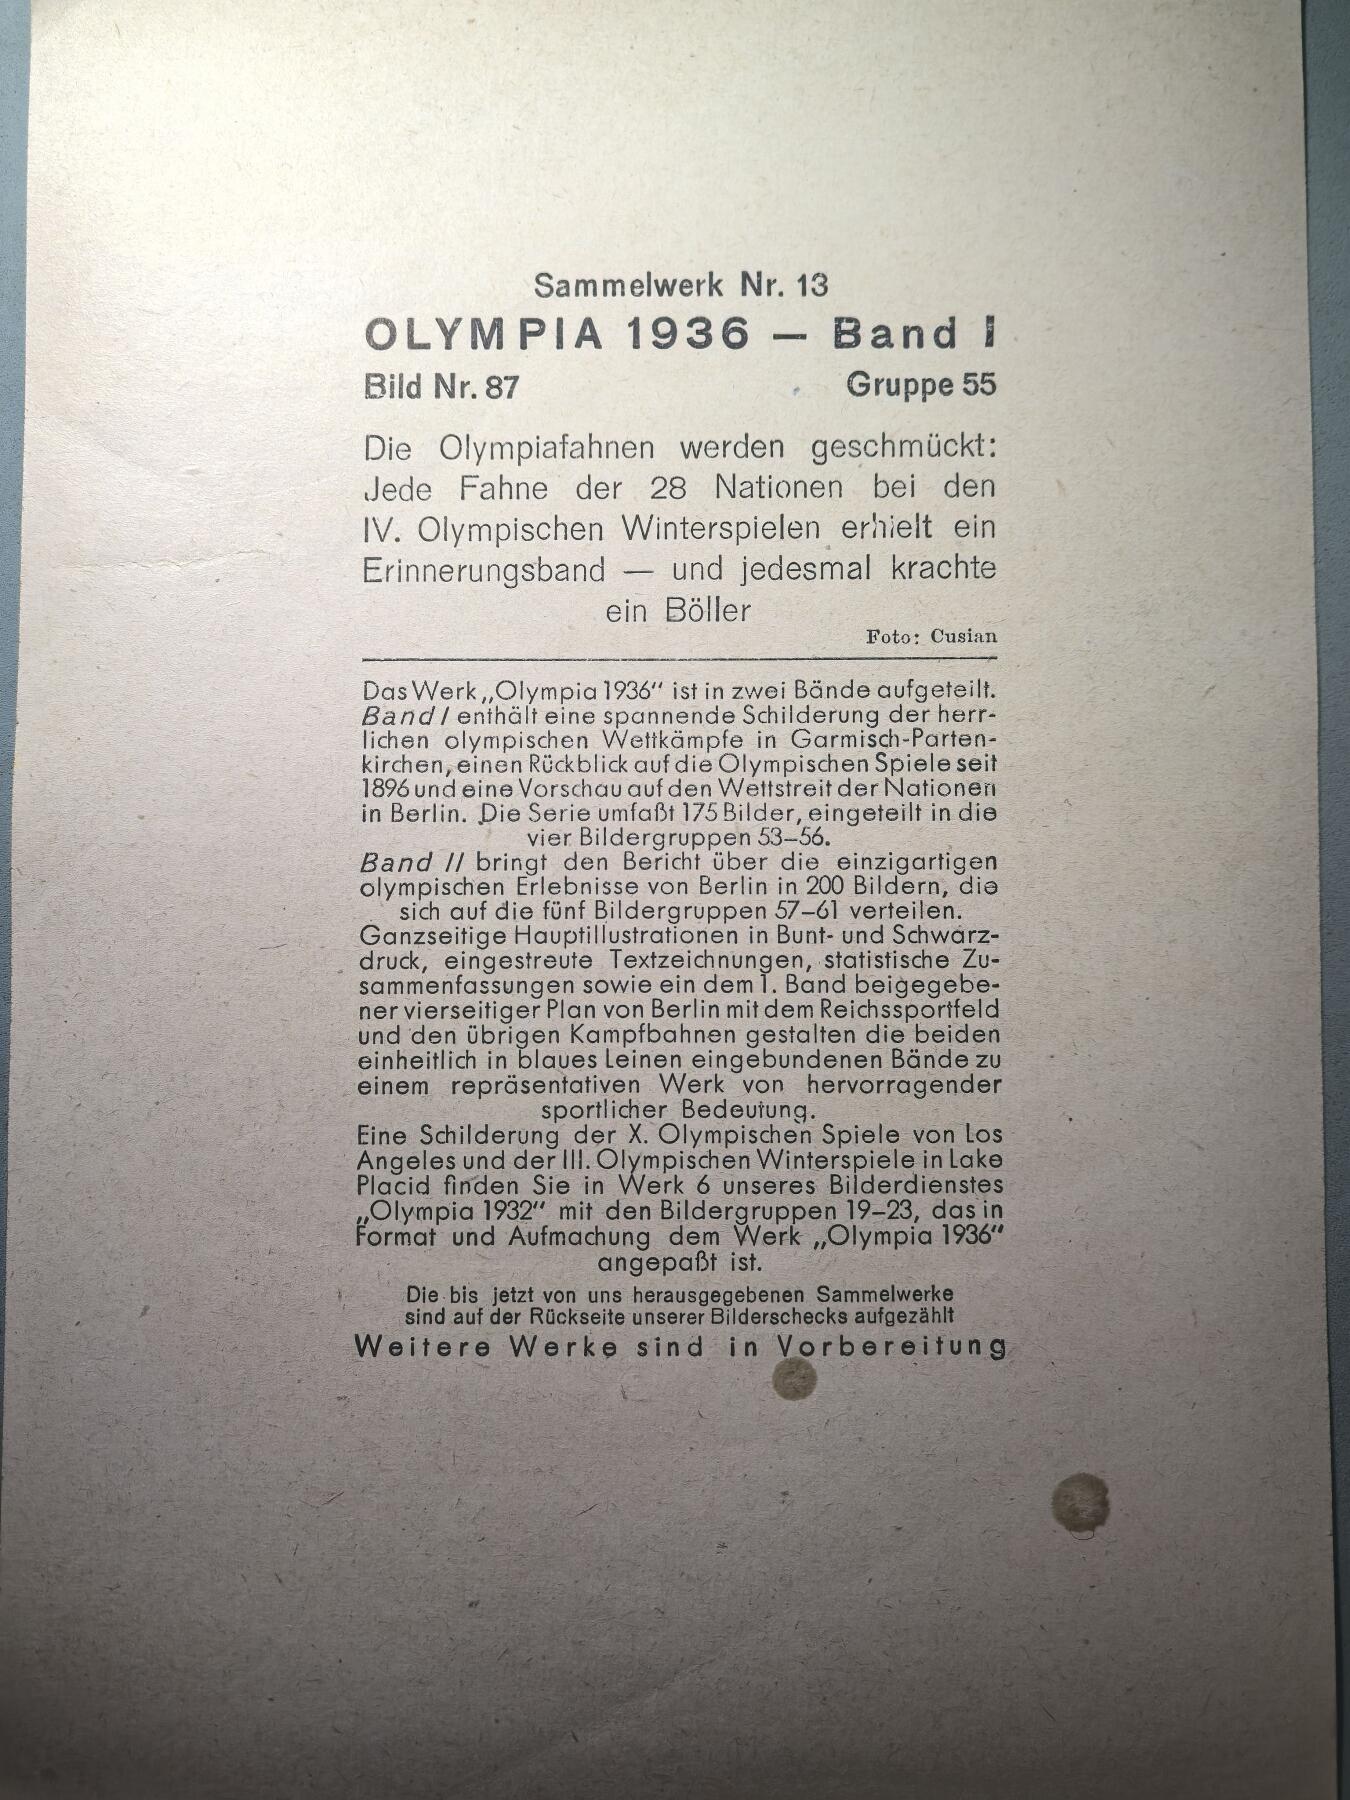 Sammelwerk Nr. 13
OLYMPIA 1936 — Band I
Bild Nr. 87 Gruppe 55
Die Olympiafahnen werden geschmückt:
Jede Fahne der 28 Nationen bei den
IV. Olympischen Winterspielen erhielt ein
Erinnerungsband — und jedesmal krachte
ein Böller
Foto: Cusian
Das Werk „Olympia 1936“ ist in zwei Bände aufgeteilt.
Band I enthält eine spannende Schilderung der herr-
lichen olympischen Wettkämpfe in Garmisch-Parten-
kirchen, einen Rückblick auf die Olympischen Spiele seit
1896 und eine Vorschau auf den Wettstreit der Nationen
in Berlin. Die Serie umfaßt 175 Bilder, eingeteilt in die
vier Bildergruppen 53–56.
Band II bringt den Bericht über die einzigartigen
olympischen Erlebnisse von Berlin in 200 Bildern, die
sich auf die fünf Bildergruppen 57–61 verteilen.
Ganzseitige Hauptillustrationen in Bunt- und Schwarz-
druck, eingestreute Textzeichnungen, statistische Zu-
sammenfassungen sowie ein dem 1. Band beigegebe-
ner vierseitiger Plan von Berlin mit dem Reichssportfeld
und den übrigen Kampfbahnen gestalten die beiden
einheitlich in blaues Leinen eingebundenen Bände zu
einem repräsentativen Werk von hervorragender
sportlicher Bedeutung.
Eine Schilderung der X. Olympischen Spiele von Los
Angeles und der III. Olympischen Winterspiele in Lake
Placid finden Sie in Werk 6 unseres Bilderdienstes
„Olympia 1932“ mit den Bildergruppen 19–23, das in
Format und Aufmachung dem Werk „Olympia 1936“
angepaßt ist.
Die bis jetzt von uns herausgegebenen Sammelwerke
sind auf der Rückseite unserer Bilderschecks aufgezählt
Weitere Werke sind in Vorbereitung